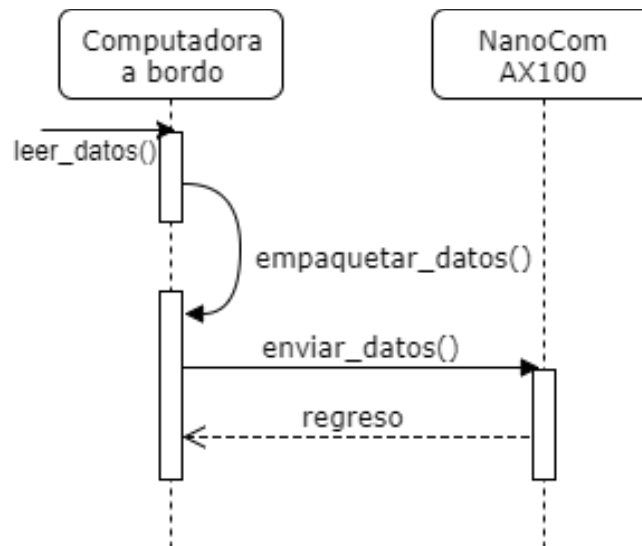 Computadora
a bordo
NanoCom
AX100
leer_datos()
empaquetar_datos()
enviar_datos()
regreso